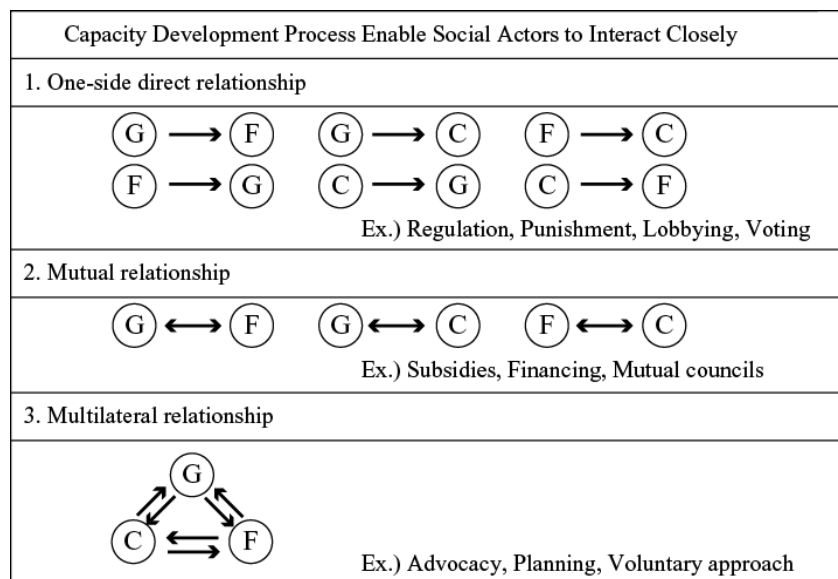 Capacity Development Process Enable Social Actors to Interact Closely
1. One-side direct relationship
G F G C F C
F G C G C F
Ex.) Regulation, Punishment, Lobbying, Voting
2. Mutual relationship
G F G C F C
Ex.) Subsidies, Financing, Mutual councils
3. Multilateral relationship
G
C F
Ex.) Advocacy, Planning, Voluntary approach